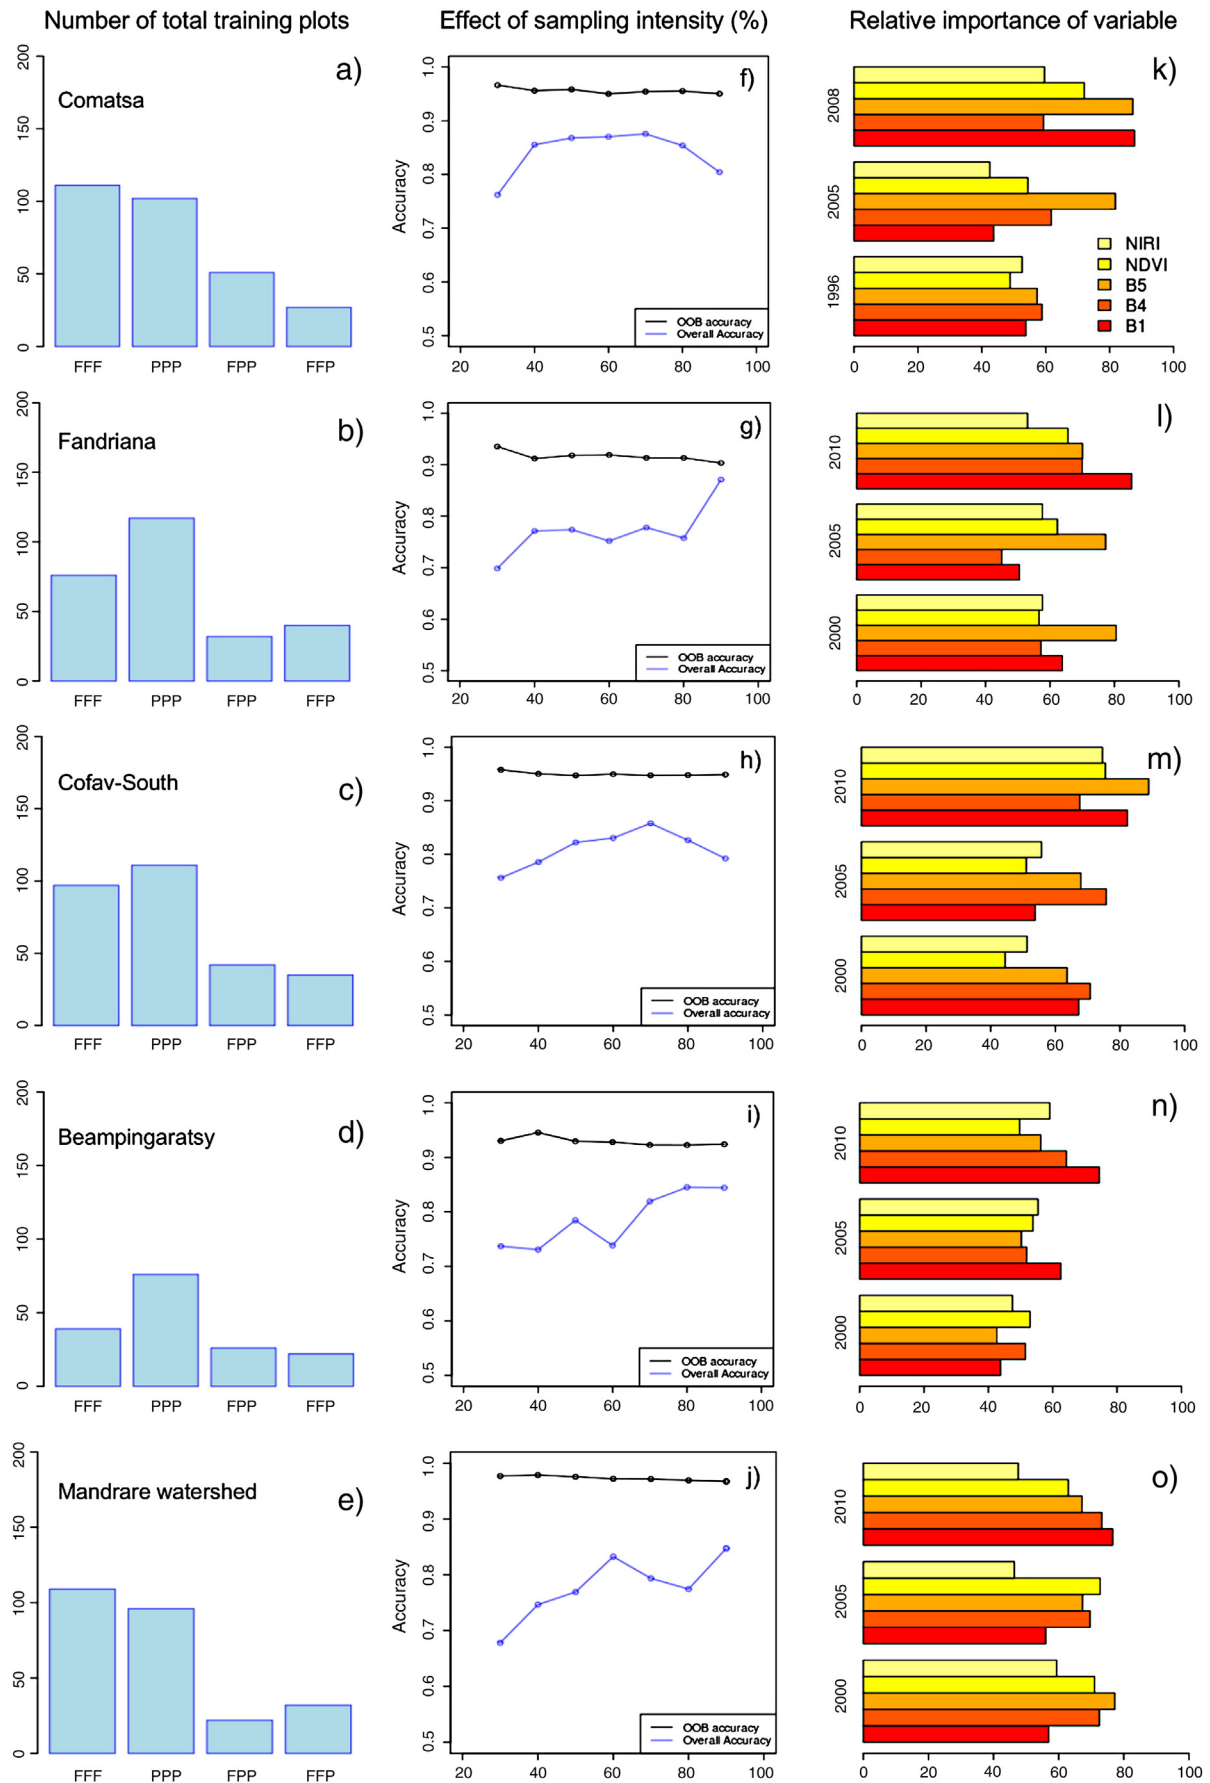 Number of total training plots
Effect of sampling intensity (%)
Relative importance of variable
a)
Comatsa
0 50 100 150 200
FFF PPP FPP FFP
f)
Accuracy
0.5 0.6 0.7 0.8 0.9 1.0
OOB accuracy
Overall Accuracy
20 40 60 80 100
k)
2008
2005
1996
NIRI
NDVI
B5
B4
B1
0 20 40 60 80 100
b)
Fandriana
0 50 100 150 200
FFF PPP FPP FFP
g)
Accuracy
0.5 0.6 0.7 0.8 0.9 1.0
OOB accuracy
Overall Accuracy
20 40 60 80 100
l)
2010
2005
2000
0 20 40 60 80 100
c)
Cofav-South
0 50 100 150 200
FFF PPP FPP FFP
h)
Accuracy
0.5 0.6 0.7 0.8 0.9 1.0
OOB accuracy
Overall accuracy
20 40 60 80 100
m)
2010
2005
2000
0 20 40 60 80 100
d)
Beampingaratsy
0 50 100 150 200
FFF PPP FPP FFP
i)
Accuracy
0.5 0.6 0.7 0.8 0.9 1.0
OOB accuracy
Overall Accuracy
20 40 60 80 100
n)
2010
2005
2000
0 20 40 60 80 100
e)
Mandrare watershed
0 50 100 150 200
FFF PPP FPP FFP
j)
Accuracy
0.5 0.6 0.7 0.8 0.9 1.0
OOB accuracy
Overall Accuracy
20 40 60 80 100
o)
2010
2005
2000
0 20 40 60 80 100